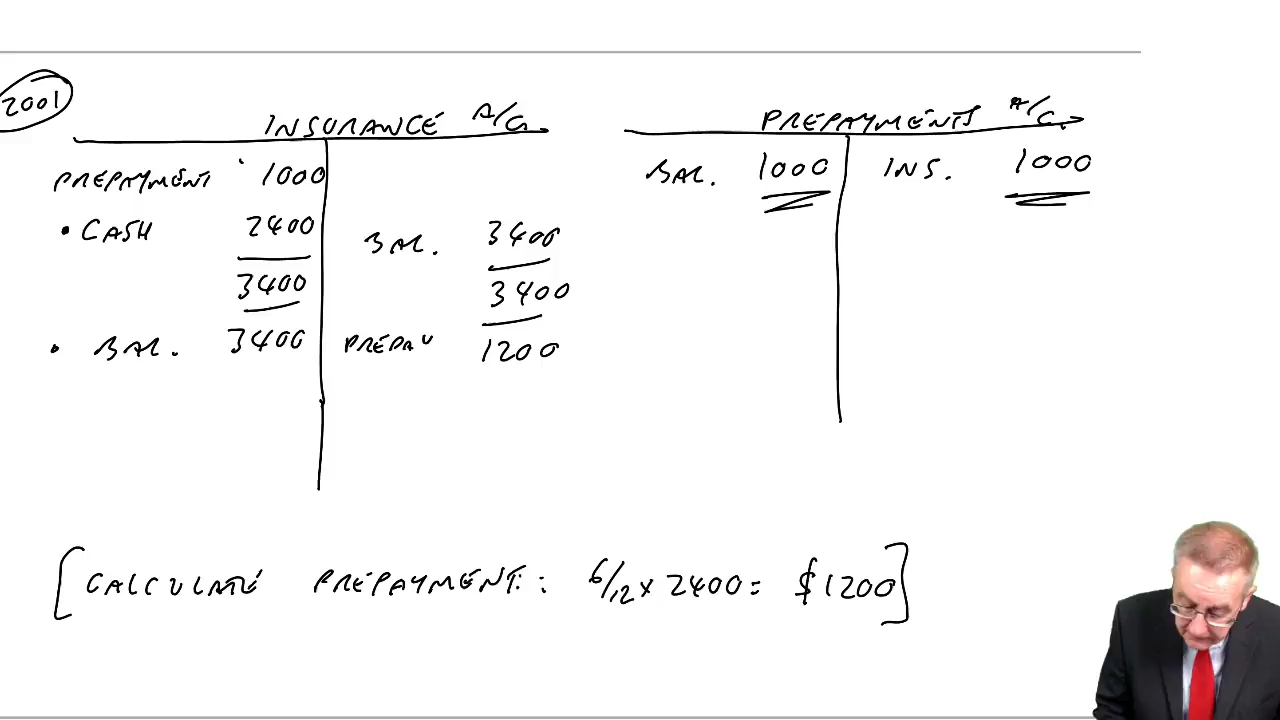 2001
INSURANCE A/C.
PREPAYMENT 1000
• CASH 2400
BAL. 3400
3400
3400
• BAL. 3400
PREPAY 1200
PREPAYMENTS A/C.
BAL. 1000
INS. 1000
[CALCULATE PREPAYMENT: 6/12 x 2400 = $1200]